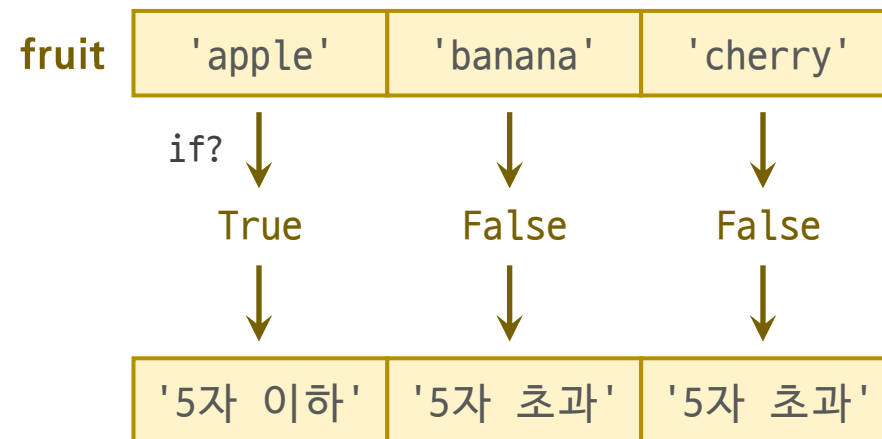 fruit 'apple' 'banana' 'cherry'
if?
True False False
'5자 이하' '5자 초과' '5자 초과'